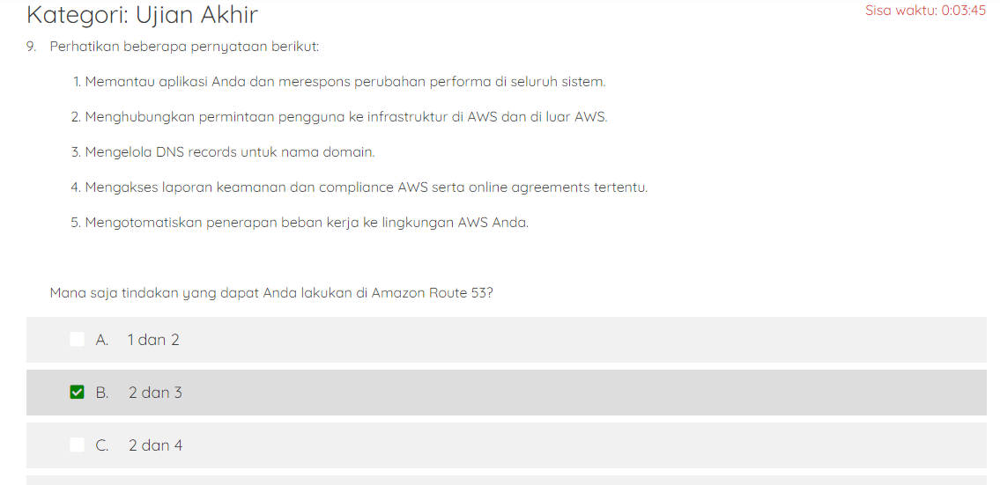 Kategori: Ujian Akhir
Sisa waktu: 0:03:45
9. Perhatikan beberapa pernyataan berikut:
1. Memantau aplikasi Anda dan merespons perubahan performa di seluruh sistem.
2. Menghubungkan permintaan pengguna ke infrastruktur di AWS dan di luar AWS.
3. Mengelola DNS records untuk nama domain.
4. Mengakses laporan keamanan dan compliance AWS serta online agreements tertentu.
5. Mengotomatiskan penerapan beban kerja ke lingkungan AWS Anda.
Mana saja tindakan yang dapat Anda lakukan di Amazon Route 53?
A. 1 dan 2
B. 2 dan 3
C. 2 dan 4